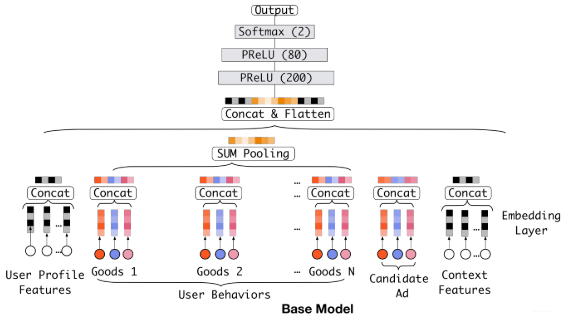 Output
Softmax (2)
PReLU (80)
PReLU (200)
Concat & Flatten
SUM Pooling
...
Concat Concat Concat ... Concat Concat Concat
... ... ... ...
Embedding
Layer
... ...
User Profile
Features
Goods 1 Goods 2 ... Goods N
Candidate
Ad
Context
Features
User Behaviors
Base Model